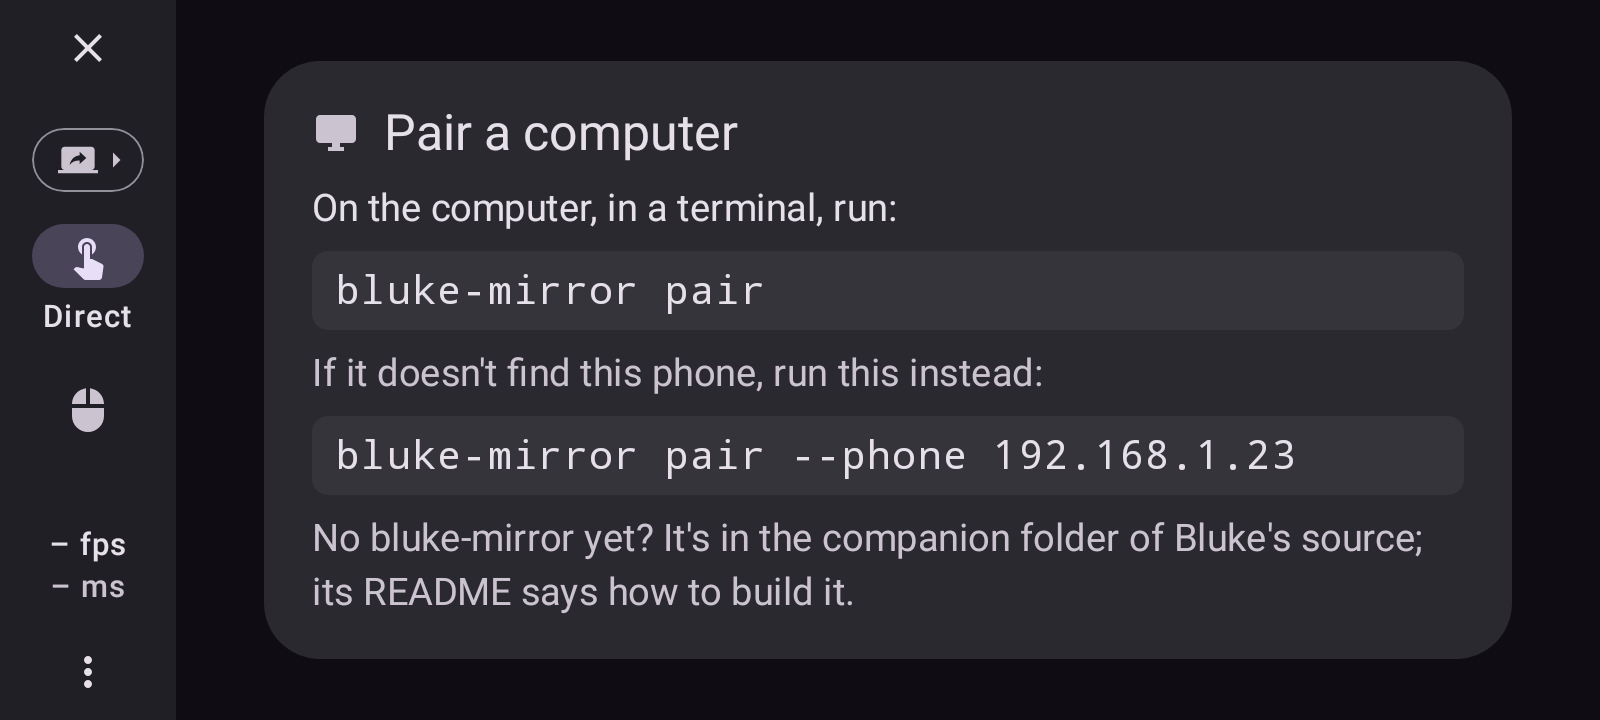 Pair a computer
On the computer, in a terminal, run:
bluke-mirror pair
If it doesn't find this phone, run this instead:
bluke-mirror pair --phone 192.168.1.23
No bluke-mirror yet? It's in the companion folder of Bluke's source;
its README says how to build it.
Direct
– fps
– ms